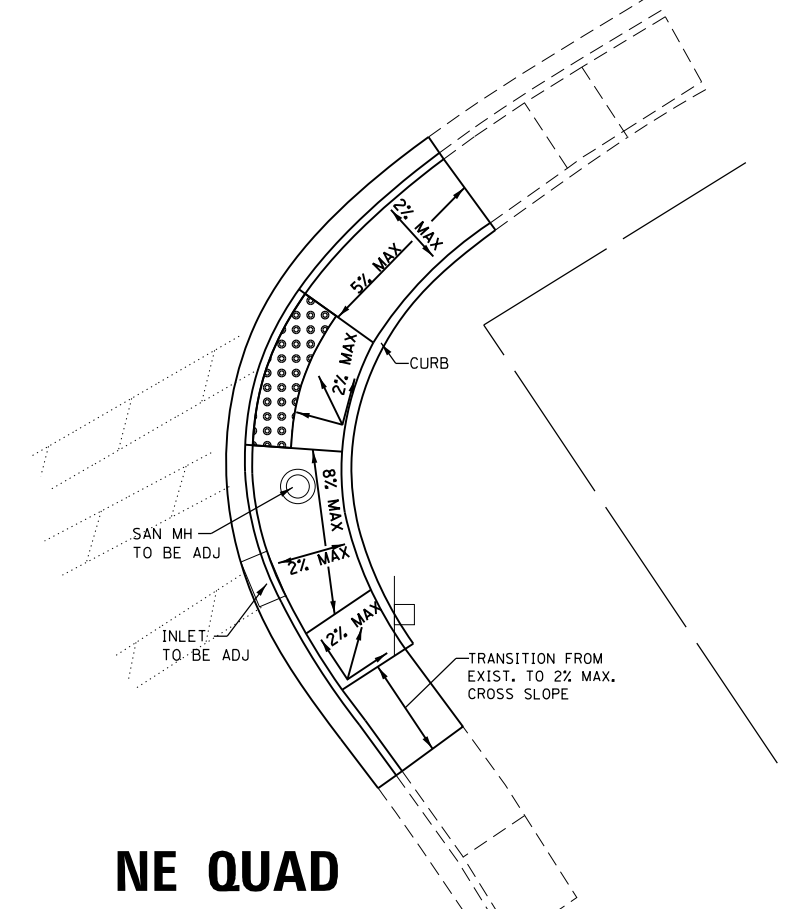 2% MAX
5% MAX
2% MAX
CURB
8% MAX
SAN MH
TO BE ADJ
2% MAX
INLET
TO BE ADJ
2% MAX
TRANSITION FROM
EXIST. TO 2% MAX.
CROSS SLOPE
NE QUAD